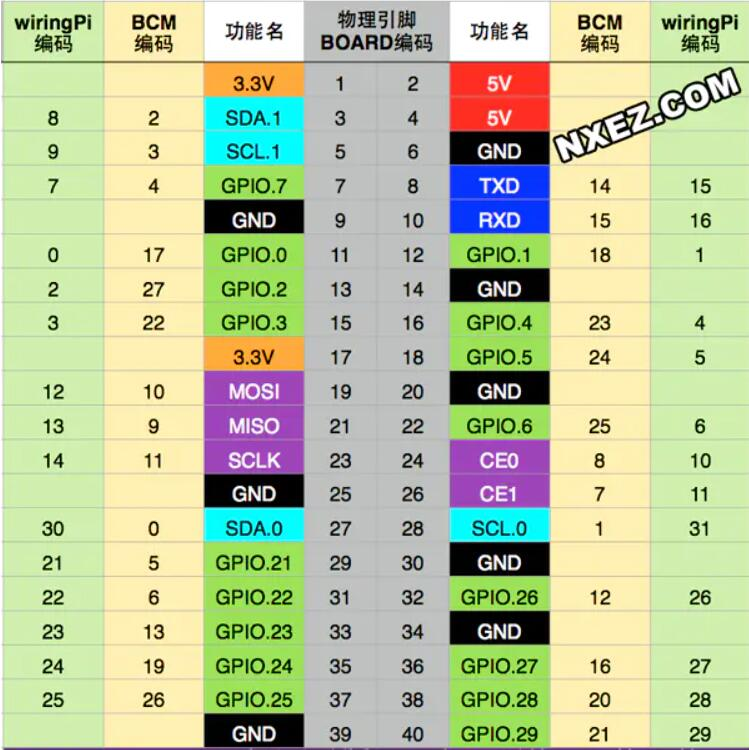 wiringPi 编码 BCM 编码 功能名 物理引脚 BOARD编码 功能名 BCM 编码 wiringPi 编码
3.3V 1 2 5V
8 2 SDA.1 3 4 5V
9 3 SCL.1 5 6 GND
NXEZ.COM
7 4 GPIO.7 7 8 TXD 14 15
GND 9 10 RXD 15 16
0 17 GPIO.0 11 12 GPIO.1 18 1
2 27 GPIO.2 13 14 GND
3 22 GPIO.3 15 16 GPIO.4 23 4
3.3V 17 18 GPIO.5 24 5
12 10 MOSI 19 20 GND
13 9 MISO 21 22 GPIO.6 25 6
14 11 SCLK 23 24 CE0 8 10
GND 25 26 CE1 7 11
30 0 SDA.0 27 28 SCL.0 1 31
21 5 GPIO.21 29 30 GND
22 6 GPIO.22 31 32 GPIO.26 12 26
23 13 GPIO.23 33 34 GND
24 19 GPIO.24 35 36 GPIO.27 16 27
25 26 GPIO.25 37 38 GPIO.28 20 28
GND 39 40 GPIO.29 21 29